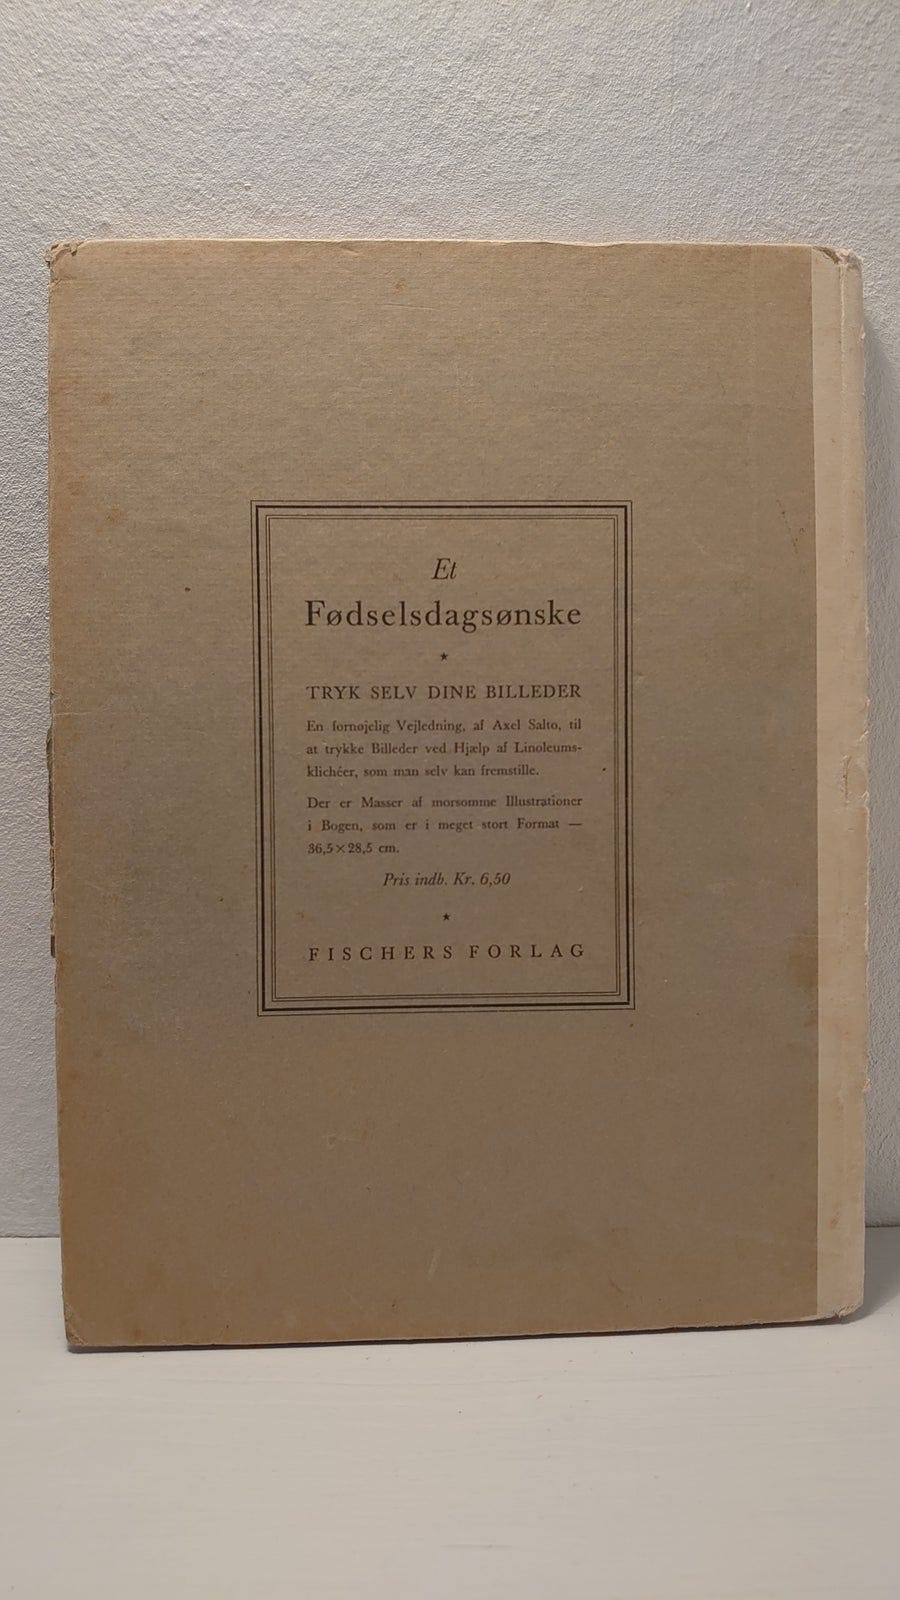 Et
Fødselsdagsønske
★
TRYK SELV DINE BILLEDER
En fornøjelig Vejledning, af Axel Salto, til
at trykke Billeder ved Hjælp af Linoleums-
klichéer, som man selv kan fremstille.
Der er Masser af morsomme Illustrationer
i Bogen, som er i meget stort Format —
36,5×28,5 cm.
Pris indb. Kr. 6,50
★
FISCHERS FORLAG